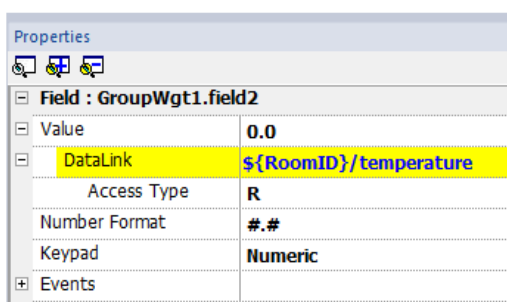 Properties
Field : GroupWgt1.field2
Value 0.0
DataLink ${RoomID}/temperature
Access Type R
Number Format #.#
Keypad Numeric
Events